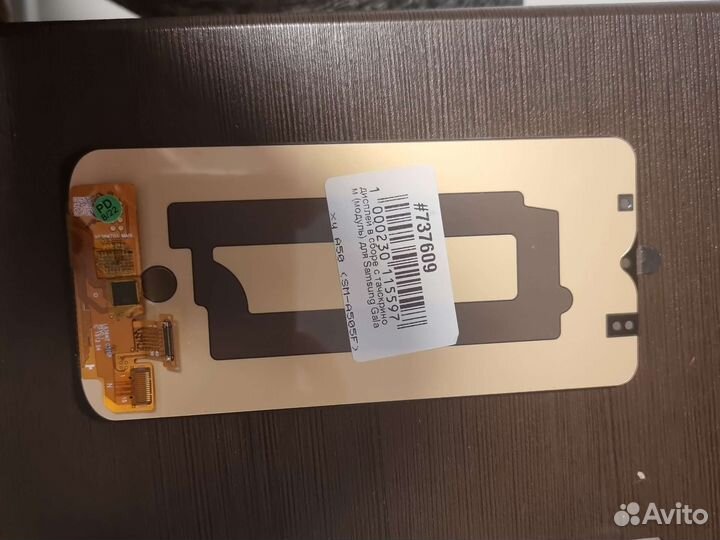 #737609
1 000230 115597
дисплей в сборе с тачскрино
м (модуль) для Samsung Gala
xy A50 (SM-A505F)
PD
Avito